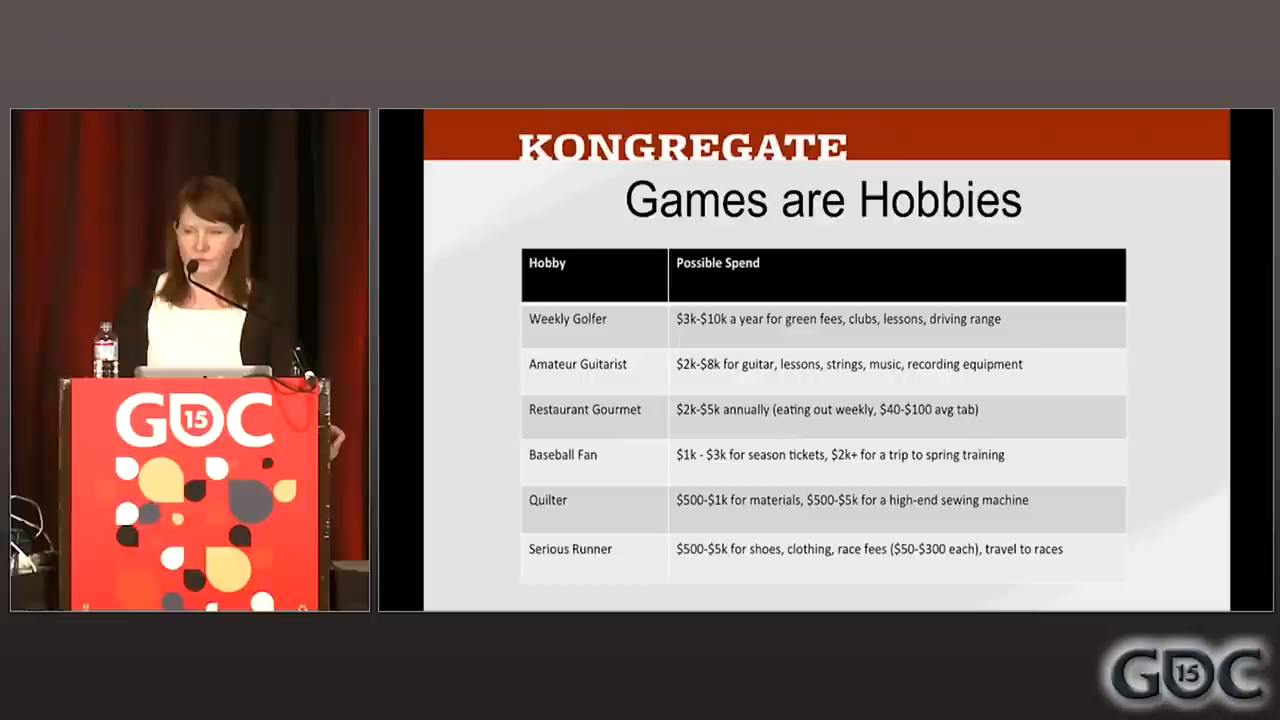 KONGREGATE
Games are Hobbies
Hobby Possible Spend
Weekly Golfer $3k-$10k a year for green fees, clubs, lessons, driving range
Amateur Guitarist $2k-$8k for guitar, lessons, strings, music, recording equipment
Restaurant Gourmet $2k-$5k annually (eating out weekly, $40-$100 avg tab)
Baseball Fan $1k - $3k for season tickets, $2k+ for a trip to spring training
Quilter $500-$1k for materials, $500-$5k for a high-end sewing machine
Serious Runner $500-$5k for shoes, clothing, race fees ($50-$300 each), travel to races
GDC 15
GDC 15